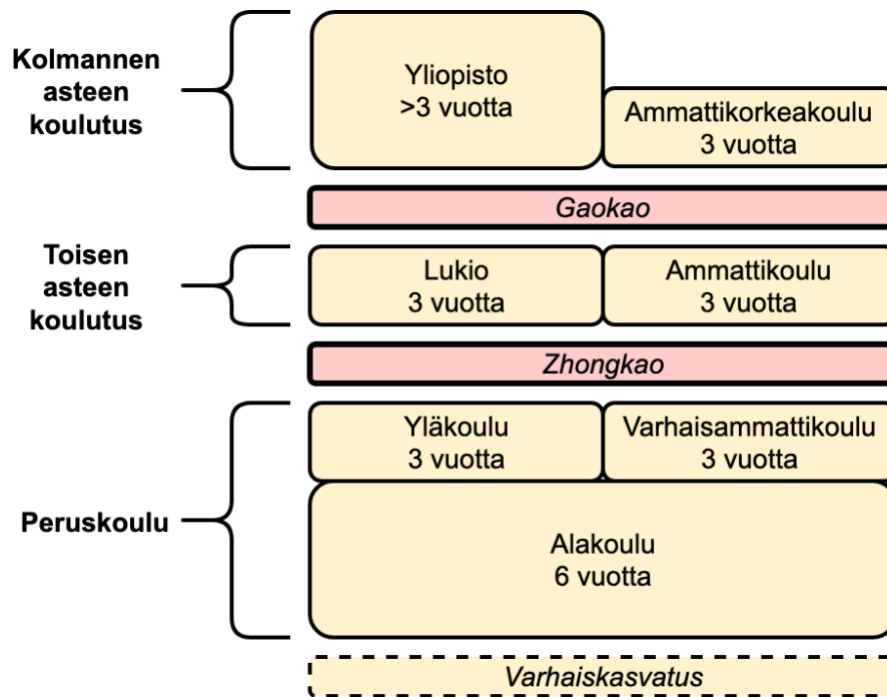 Kolmannen
asteen
koulutus
Yliopisto
>3 vuotta
Ammattikorkeakoulu
3 vuotta
Gaokao
Toisen
asteen
koulutus
Lukio
3 vuotta
Ammattikoulu
3 vuotta
Zhongkao
Peruskoulu
Yläkoulu
3 vuotta
Varhaisammattikoulu
3 vuotta
Alakoulu
6 vuotta
Varhaiskasvatus